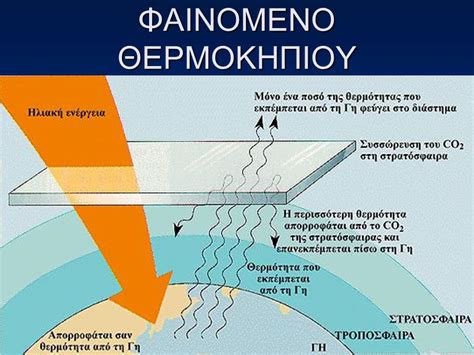 ΦΑΙΝΟΜΕΝΟ
ΘΕΡΜΟΚΗΠΙΟΥ
Ηλιακή ενέργεια
Μόνο ένα ποσό της θερμότητας που
εκπέμπεται από τη Γη φεύγει στο διάστημα
Συσσώρευση του CO2
στη στρατόσφαιρα
Η περισσότερη θερμότητα
απορροφάται από το CO2
της στρατόσφαιρας και
επανεκπέμπεται πίσω στη Γη
Θερμότητα που
εκπέμπεται
από τη Γη
Απορροφάται σαν
θερμότητα από τη Γη
ΣΤΡΑΤΟΣΦΑΙΡΑ
ΤΡΟΠΟΣΦΑΙΡΑ
ΓΗ